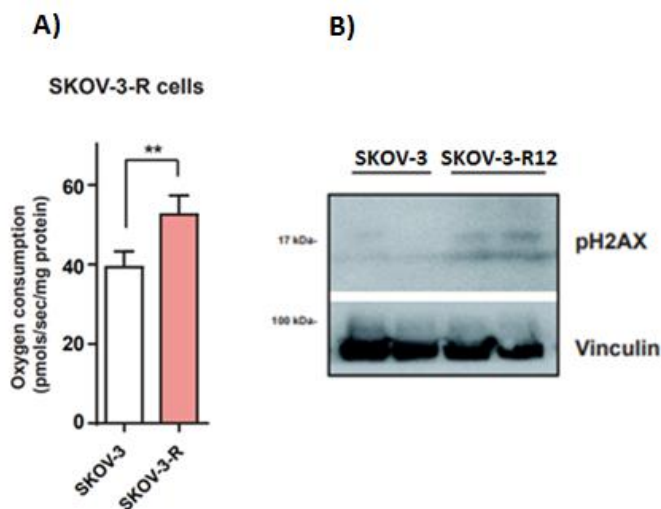 A)
SKOV-3-R cells
**
Oxygen consumption
(pmols/sec/mg protein)
60
40
20
0
SKOV-3
SKOV-3-R
B)
SKOV-3
SKOV-3-R12
17 kDa-
pH2AX
100 kDa-
Vinculin